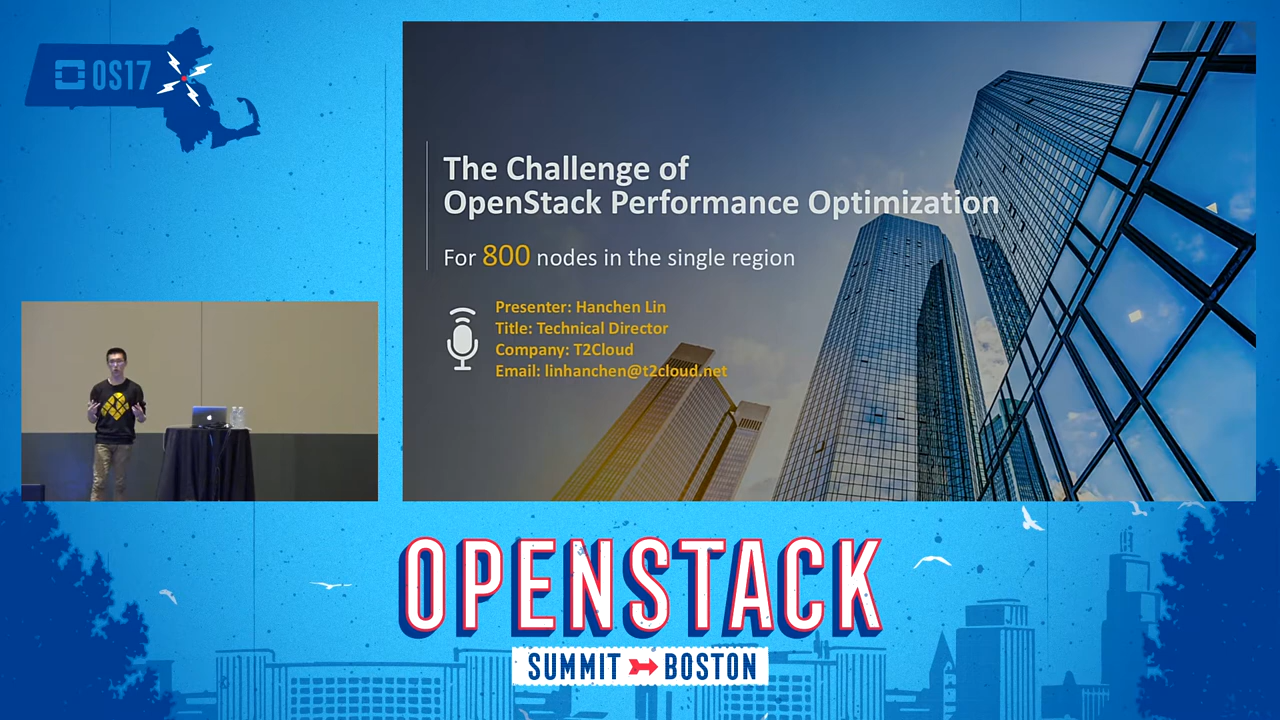 OS17
The Challenge of
OpenStack Performance Optimization
For 800 nodes in the single region
Presenter: Hanchen Lin
Title: Technical Director
Company: T2Cloud
Email: linhanchen@t2cloud.net
OPENSTACK
SUMMIT BOSTON